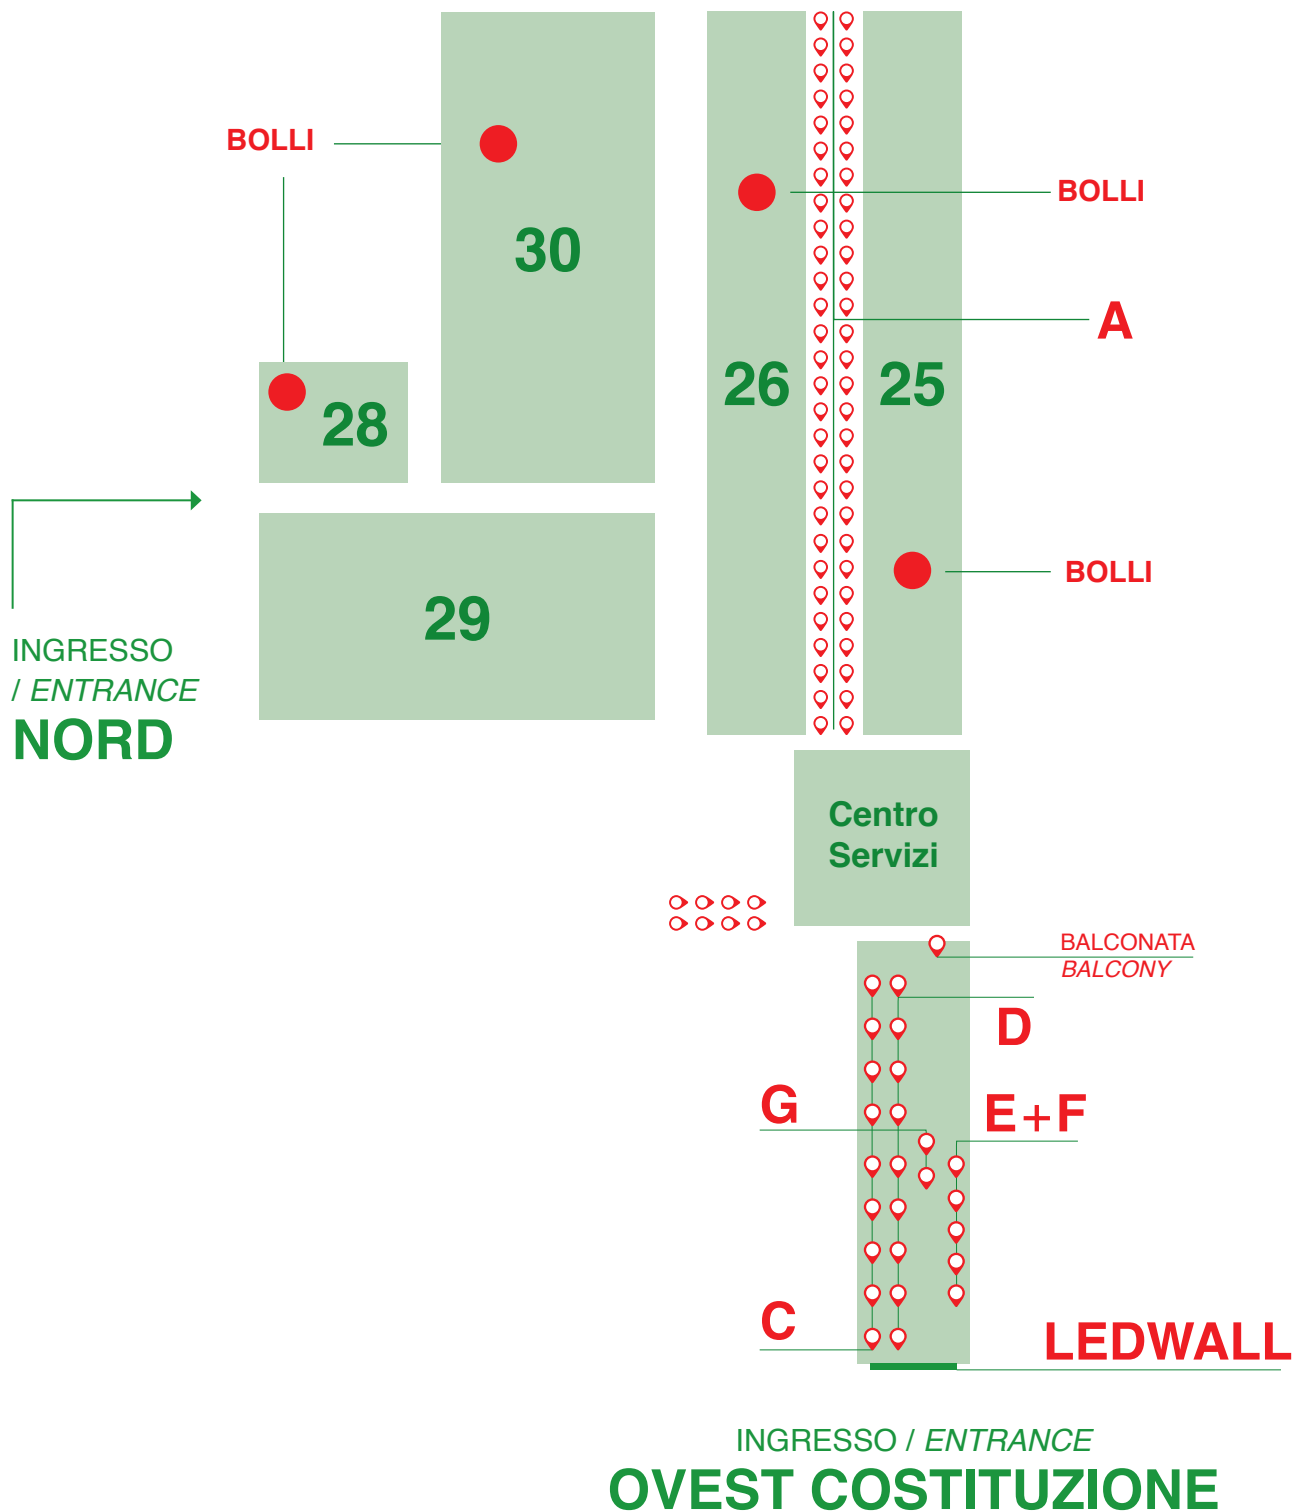 BOLLI
BOLLI
30
A
26
25
28
BOLLI
29
INGRESSO
/ ENTRANCE
NORD
Centro
Servizi
BALCONATA
BALCONY
D
G
E+F
C
LEDWALL
INGRESSO / ENTRANCE
OVEST COSTITUZIONE